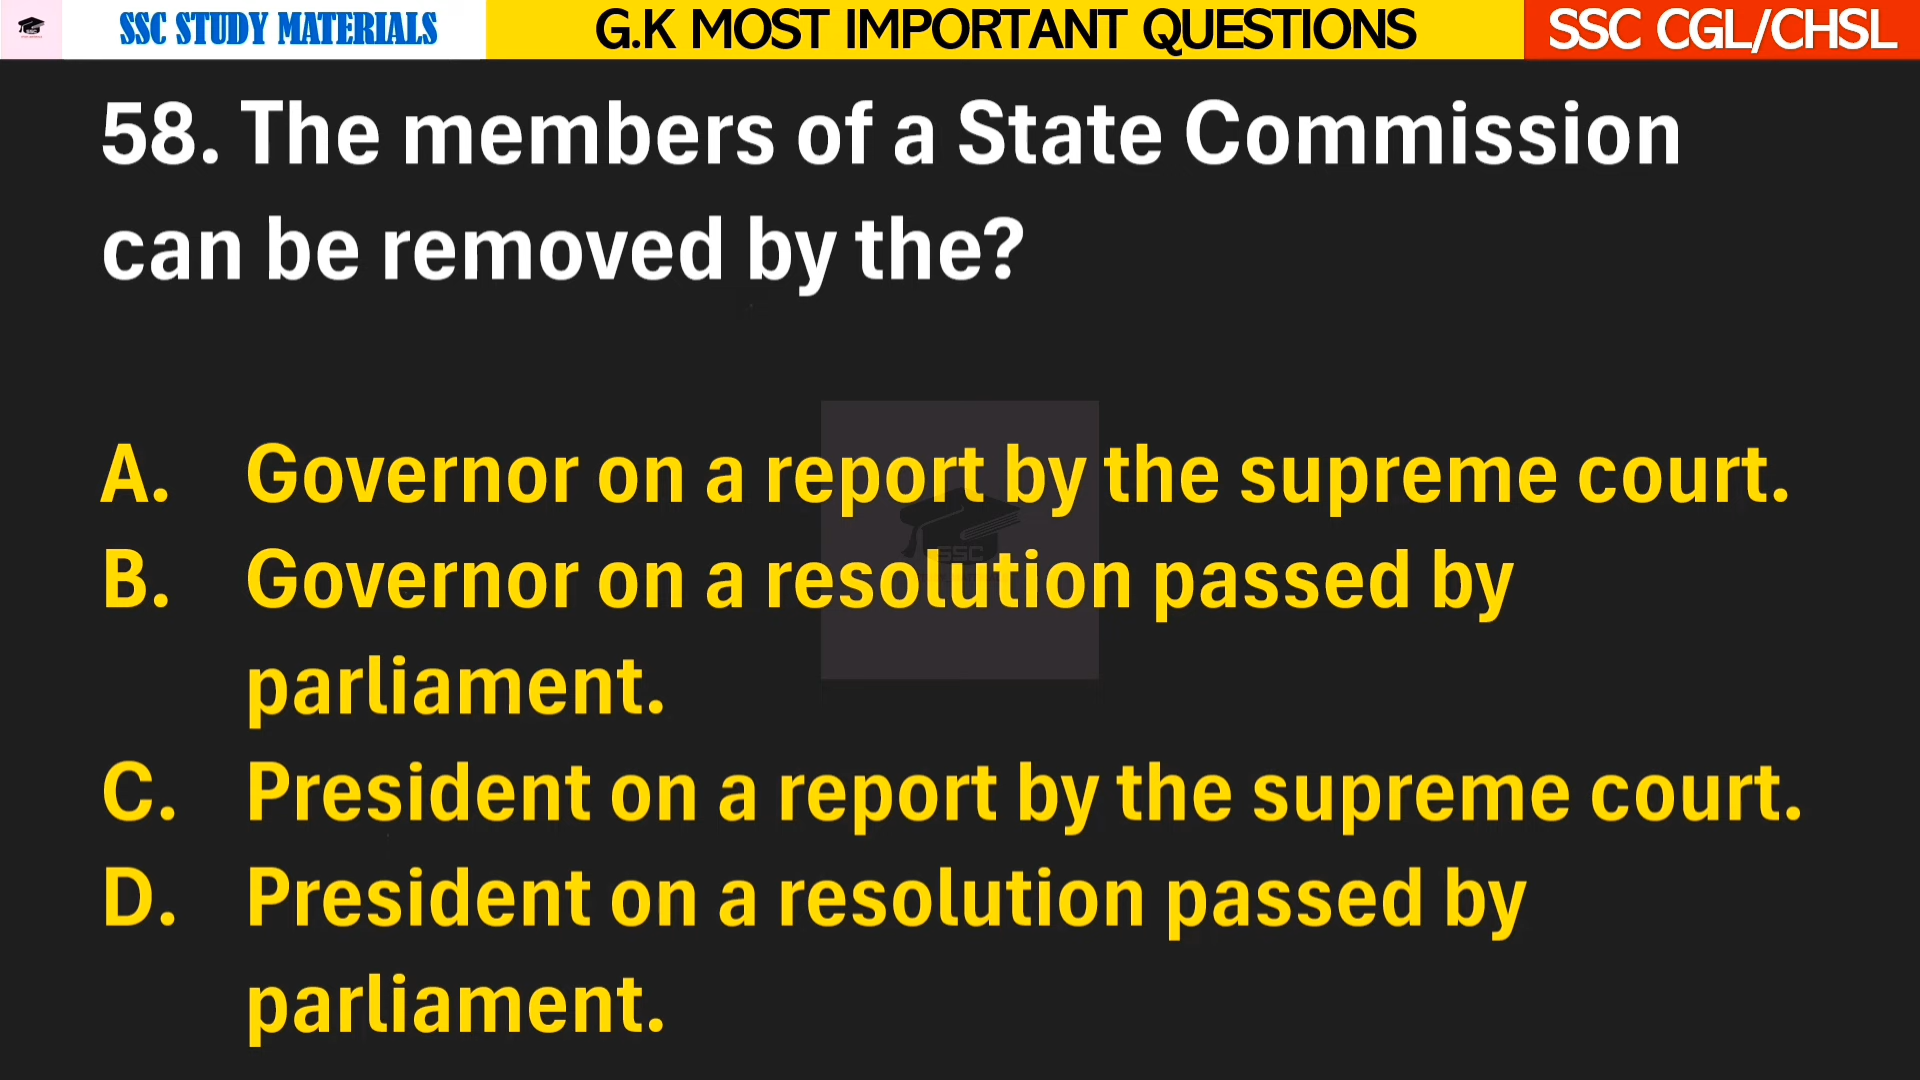 SSC STUDY MATERIALS
G.K MOST IMPORTANT QUESTIONS
SSC CGL/CHSL
58. The members of a State Commission
can be removed by the?
A. Governor on a report by the supreme court.
B. Governor on a resolution passed by
parliament.
C. President on a report by the supreme court.
D. President on a resolution passed by
parliament.
SSC